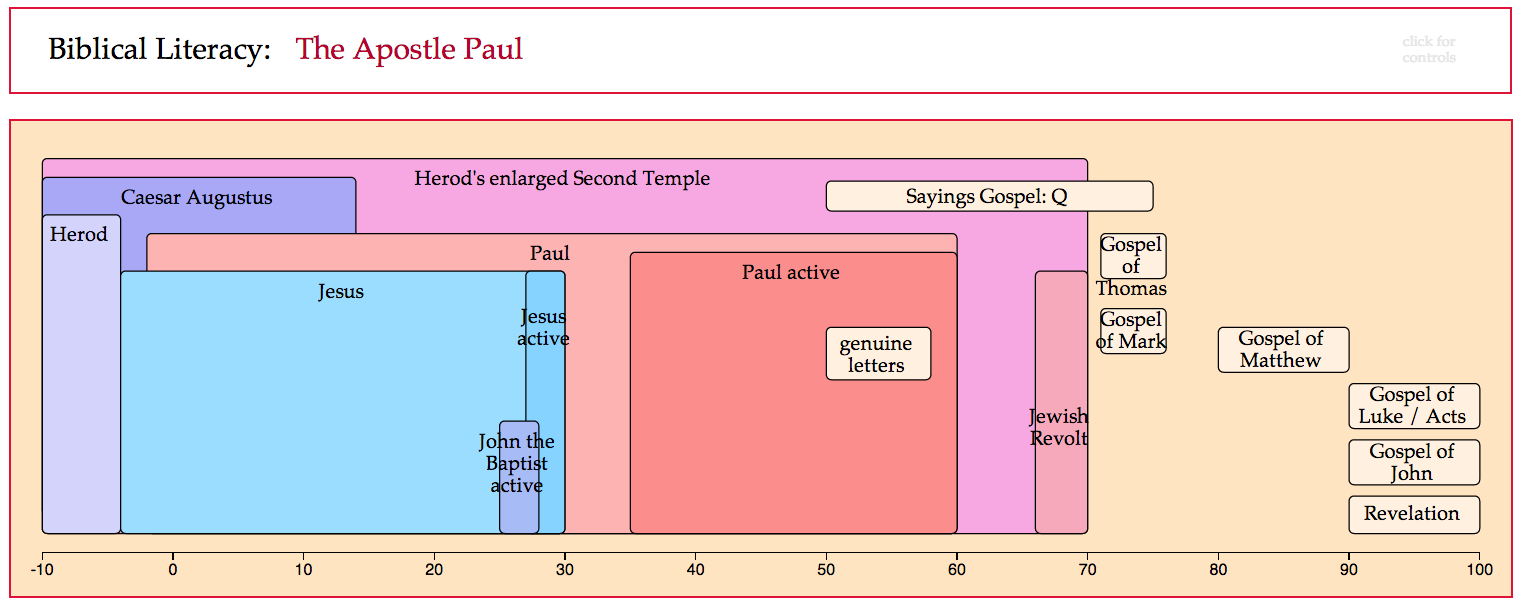 Biblical Literacy: The Apostle Paul
click for
controls
Herod's enlarged Second Temple
Caesar Augustus
Sayings Gospel: Q
Herod
Paul
Gospel
of
Thomas
Paul active
Jesus
Jesus
active
Gospel
of Mark
genuine
letters
Gospel of
Matthew
Gospel of
Luke / Acts
Jewish
Revolt
John the
Baptist
active
Gospel of
John
Revelation
-10 0 10 20 30 40 50 60 70 80 90 100